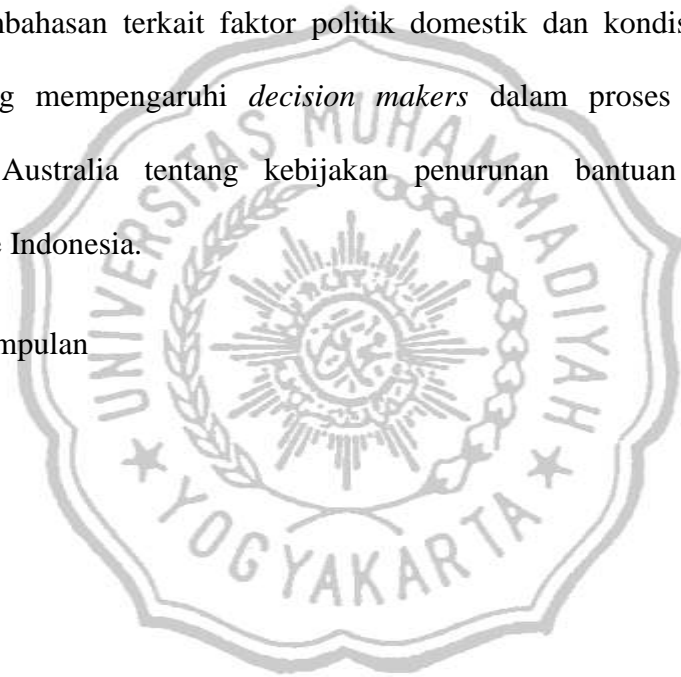 nbahasan terkait faktor politik domestik dan kondis
g mempengaruhi decision makers dalam proses
Australia tentang kebijakan penurunan bantuan
e Indonesia.
mpulan
UNIVERSITAS MUHAMMADIYAH
★ YOGYAKARTA ★